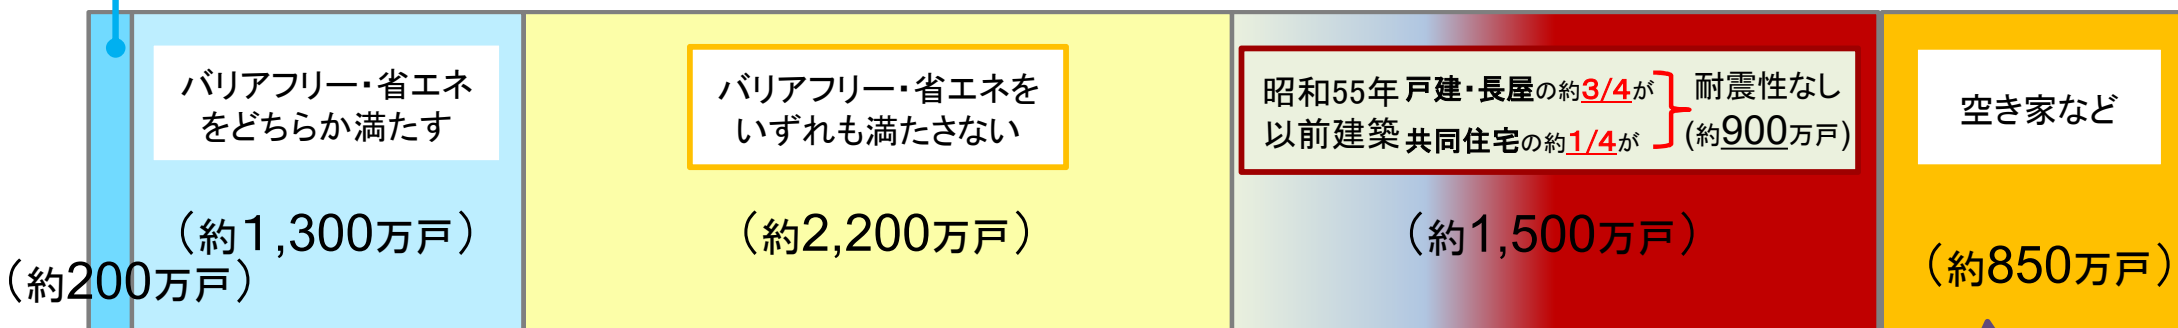 バリアフリー・省エネ
をどちらか満たす
(約1,300万戸)
(約200万戸)
バリアフリー・省エネを
いずれも満たさない
(約2,200万戸)
昭和55年
以前建築
戸建・長屋の約3/4が
共同住宅の約1/4が
耐震性なし
(約900万戸)
(約1,500万戸)
空き家など
(約850万戸)